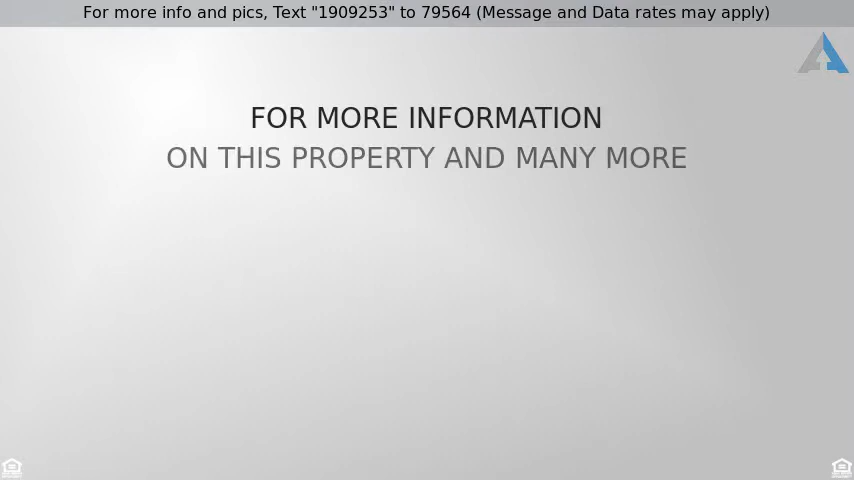 For more info and pics, Text "1909253" to 79564 (Message and Data rates may apply)
FOR MORE INFORMATION
ON THIS PROPERTY AND MANY MORE